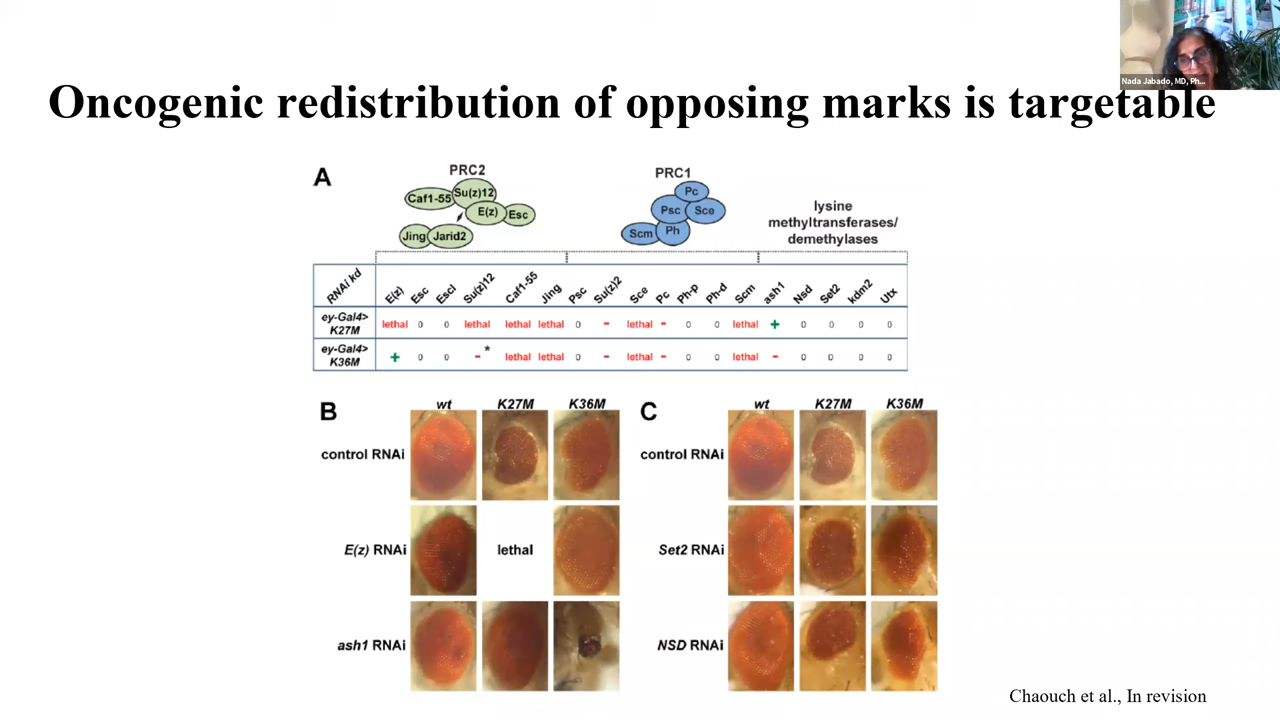 Nada Jabado, MD, Ph...
Oncogenic redistribution of opposing marks is targetable
A
PRC2
Caf1-55 Su(z)12
E(z) Esc
Jing Jarid2
PRC1
Pc
Psc Sce
Scm Ph
lysine
methyltransferases/
demethylases
RNAi kd E(z) Esc Escl Su(z)12 Caf1-55 Jing Psc Su(z)2 Sce Pc Ph-p Ph-d Scm ash1 Nsd Set2 kdm2 Utx
ey-Gal4>
K27M lethal 0 0 lethal lethal lethal 0 - lethal - 0 0 lethal + 0 0 0 0
ey-Gal4>
K36M + 0 0 -* lethal lethal 0 - lethal - 0 0 lethal - 0 0 0 0
B
wt K27M K36M
control RNAi
E(z) RNAi lethal
ash1 RNAi
C
wt K27M K36M
control RNAi
Set2 RNAi
NSD RNAi
Chaouch et al., In revision